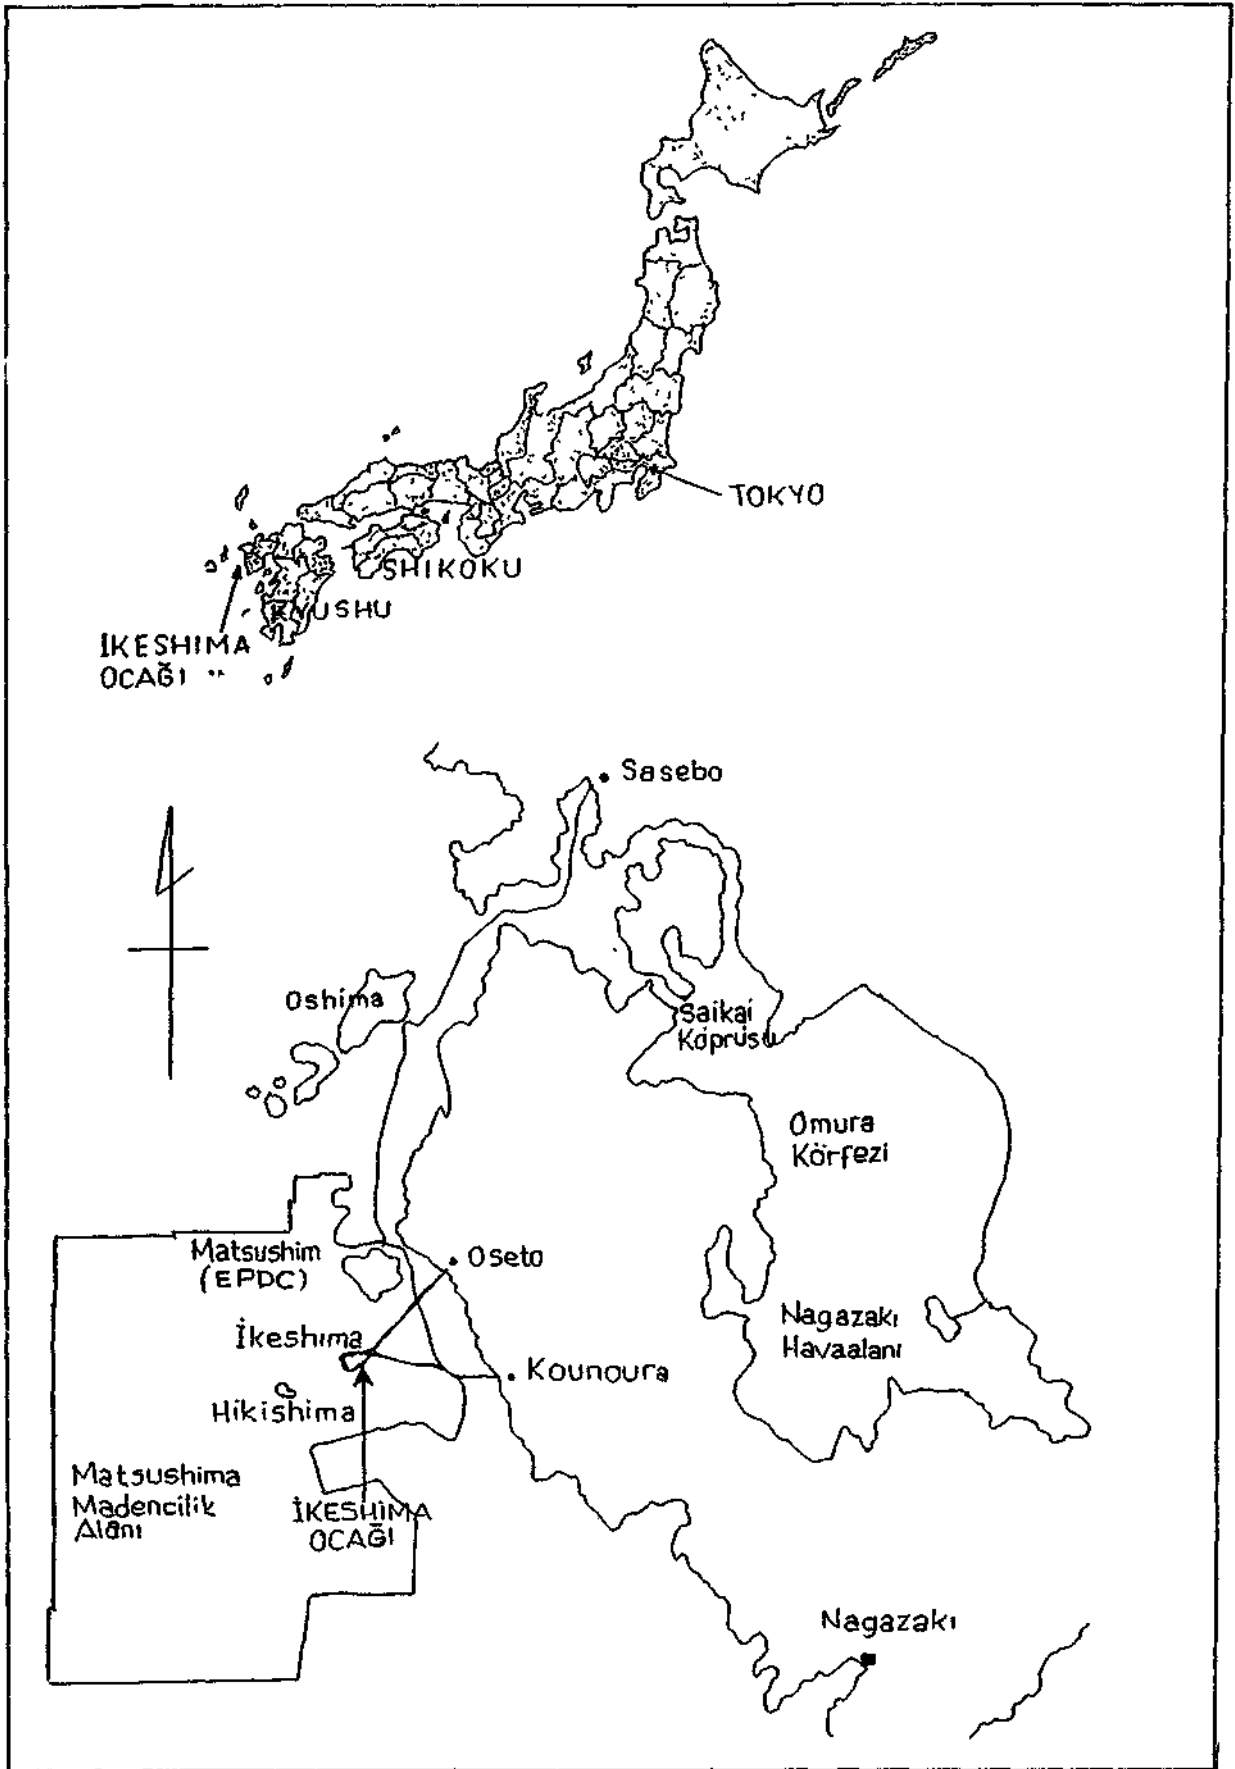 TOKYO
SHIKOKU
KYUSHU
İKESHIMA
OCAĞI
Sasebo
Oshima
Saikai
Köprüsü
Omura
Körfezi
Matsushim
(EPDC)
Oseto
İkeshima
Nagazakı
Havaalanı
Kounoura
Hikishima
Matsushima
Madencilik
Alanı
İKESHIMA
OCAĞI
Nagazakı